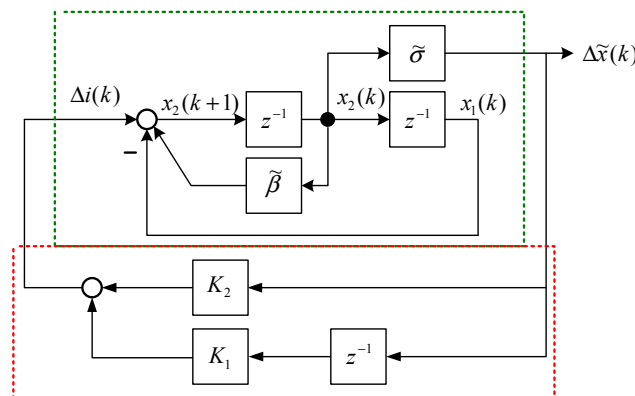 σ̃
Δx̃(k)
Δi(k)
x₂(k+1)
z⁻¹
x₂(k)
z⁻¹
x₁(k)
−
β̃
K₂
K₁
z⁻¹